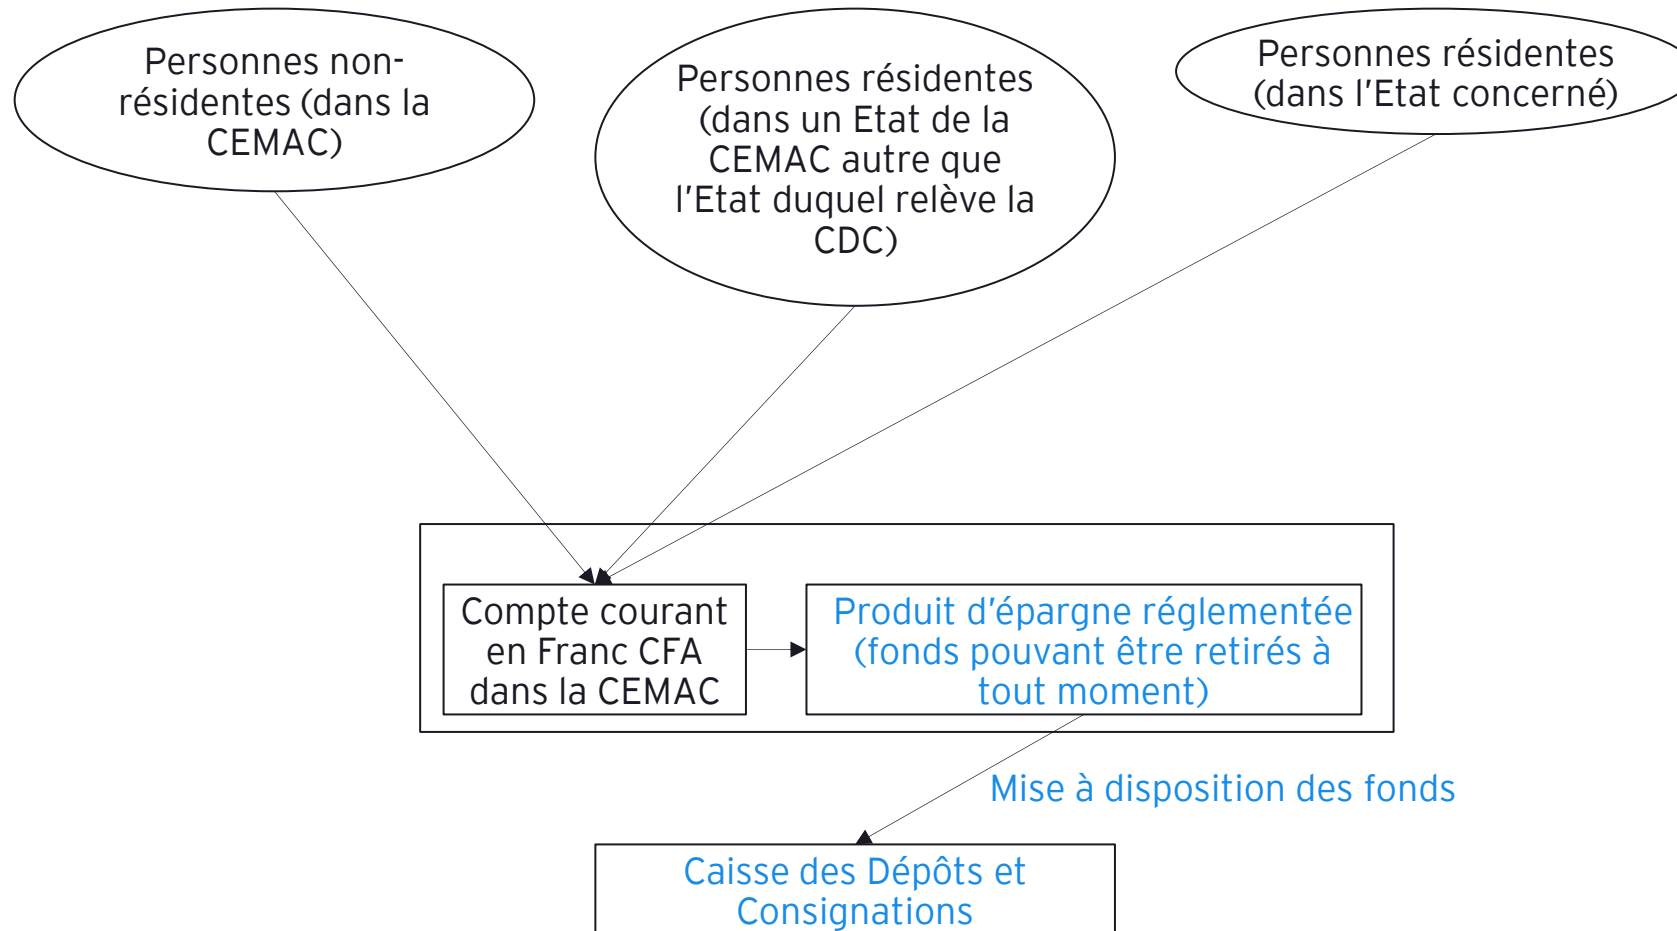 Personnes non-
résidentes (dans la
CEMAC)
Personnes résidentes
(dans un Etat de la
CEMAC autre que
l'Etat duquel relève la
CDC)
Personnes résidentes
(dans l'Etat concerné)
Compte courant
en Franc CFA
dans la CEMAC
Produit d'épargne réglementée
(fonds pouvant être retirés à
tout moment)
Mise à disposition des fonds
Caisse des Dépôts et
Consignations